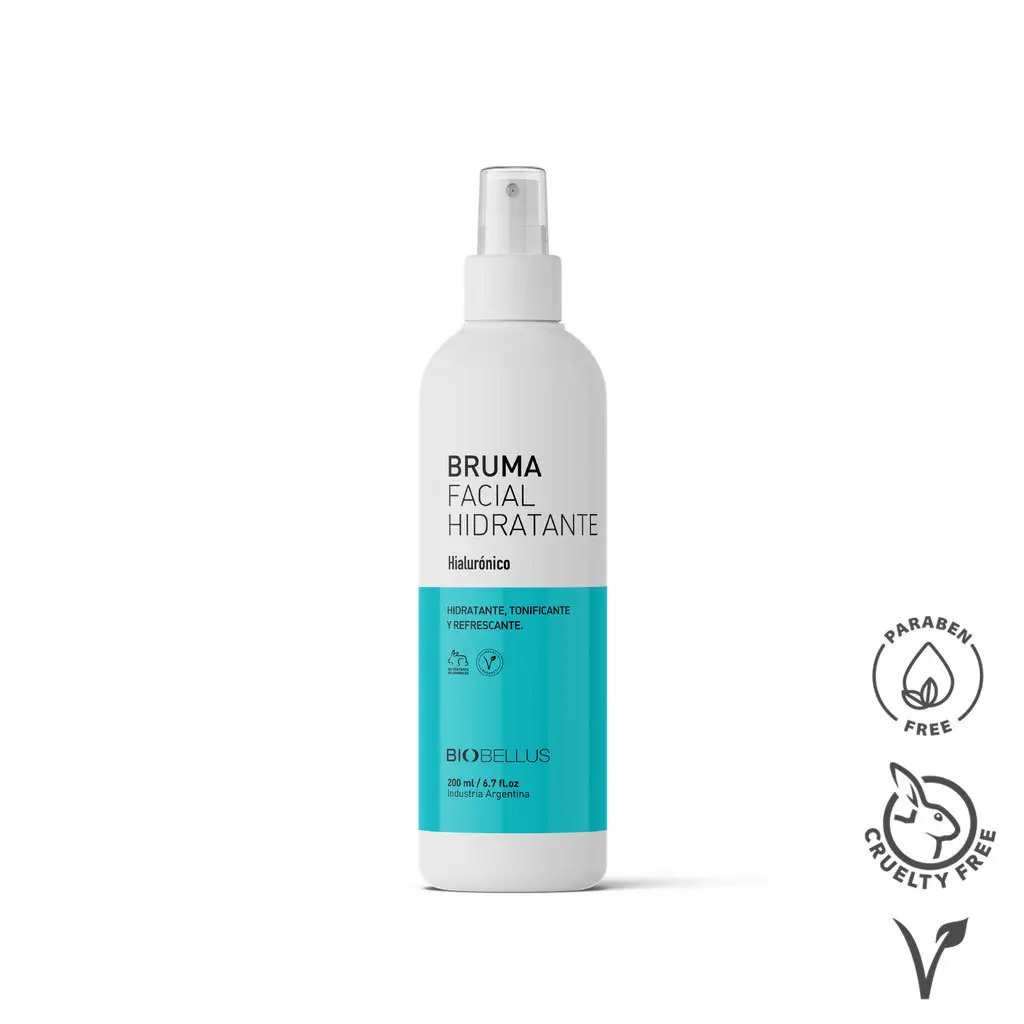 BRUMA
FACIAL
HIDRATANTE
Hialurónico
HIDRATANTE, TONIFICANTE
Y REFRESCANTE.
BIOBELLUS
200 ml / 6.7 fl.oz
Industria Argentina
PARABEN
FREE
CRUELTY FREE